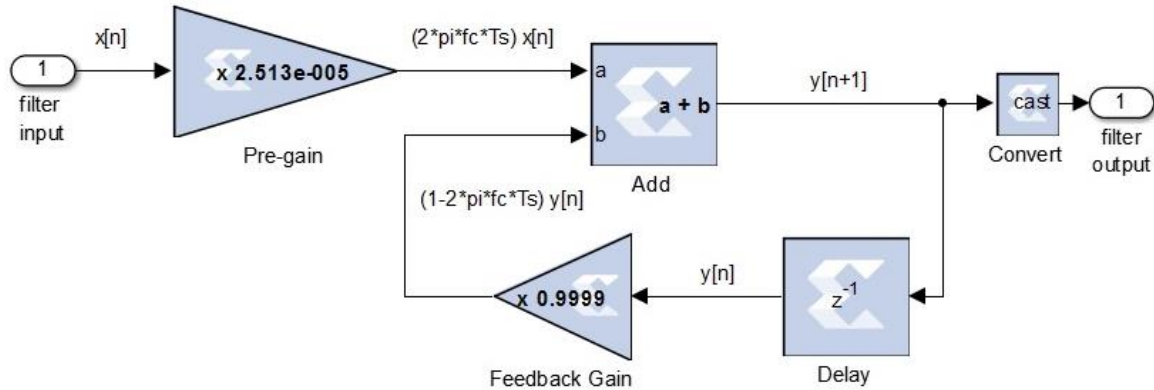 x[n]
(2*pi*fc*Ts) x[n]
1
filter
input
x 2.513e-005
Pre-gain
a
b
a + b
Add
y[n+1]
cast
Convert
1
filter
output
(1-2*pi*fc*Ts) y[n]
x 0.9999
Feedback Gain
y[n]
z-1
Delay